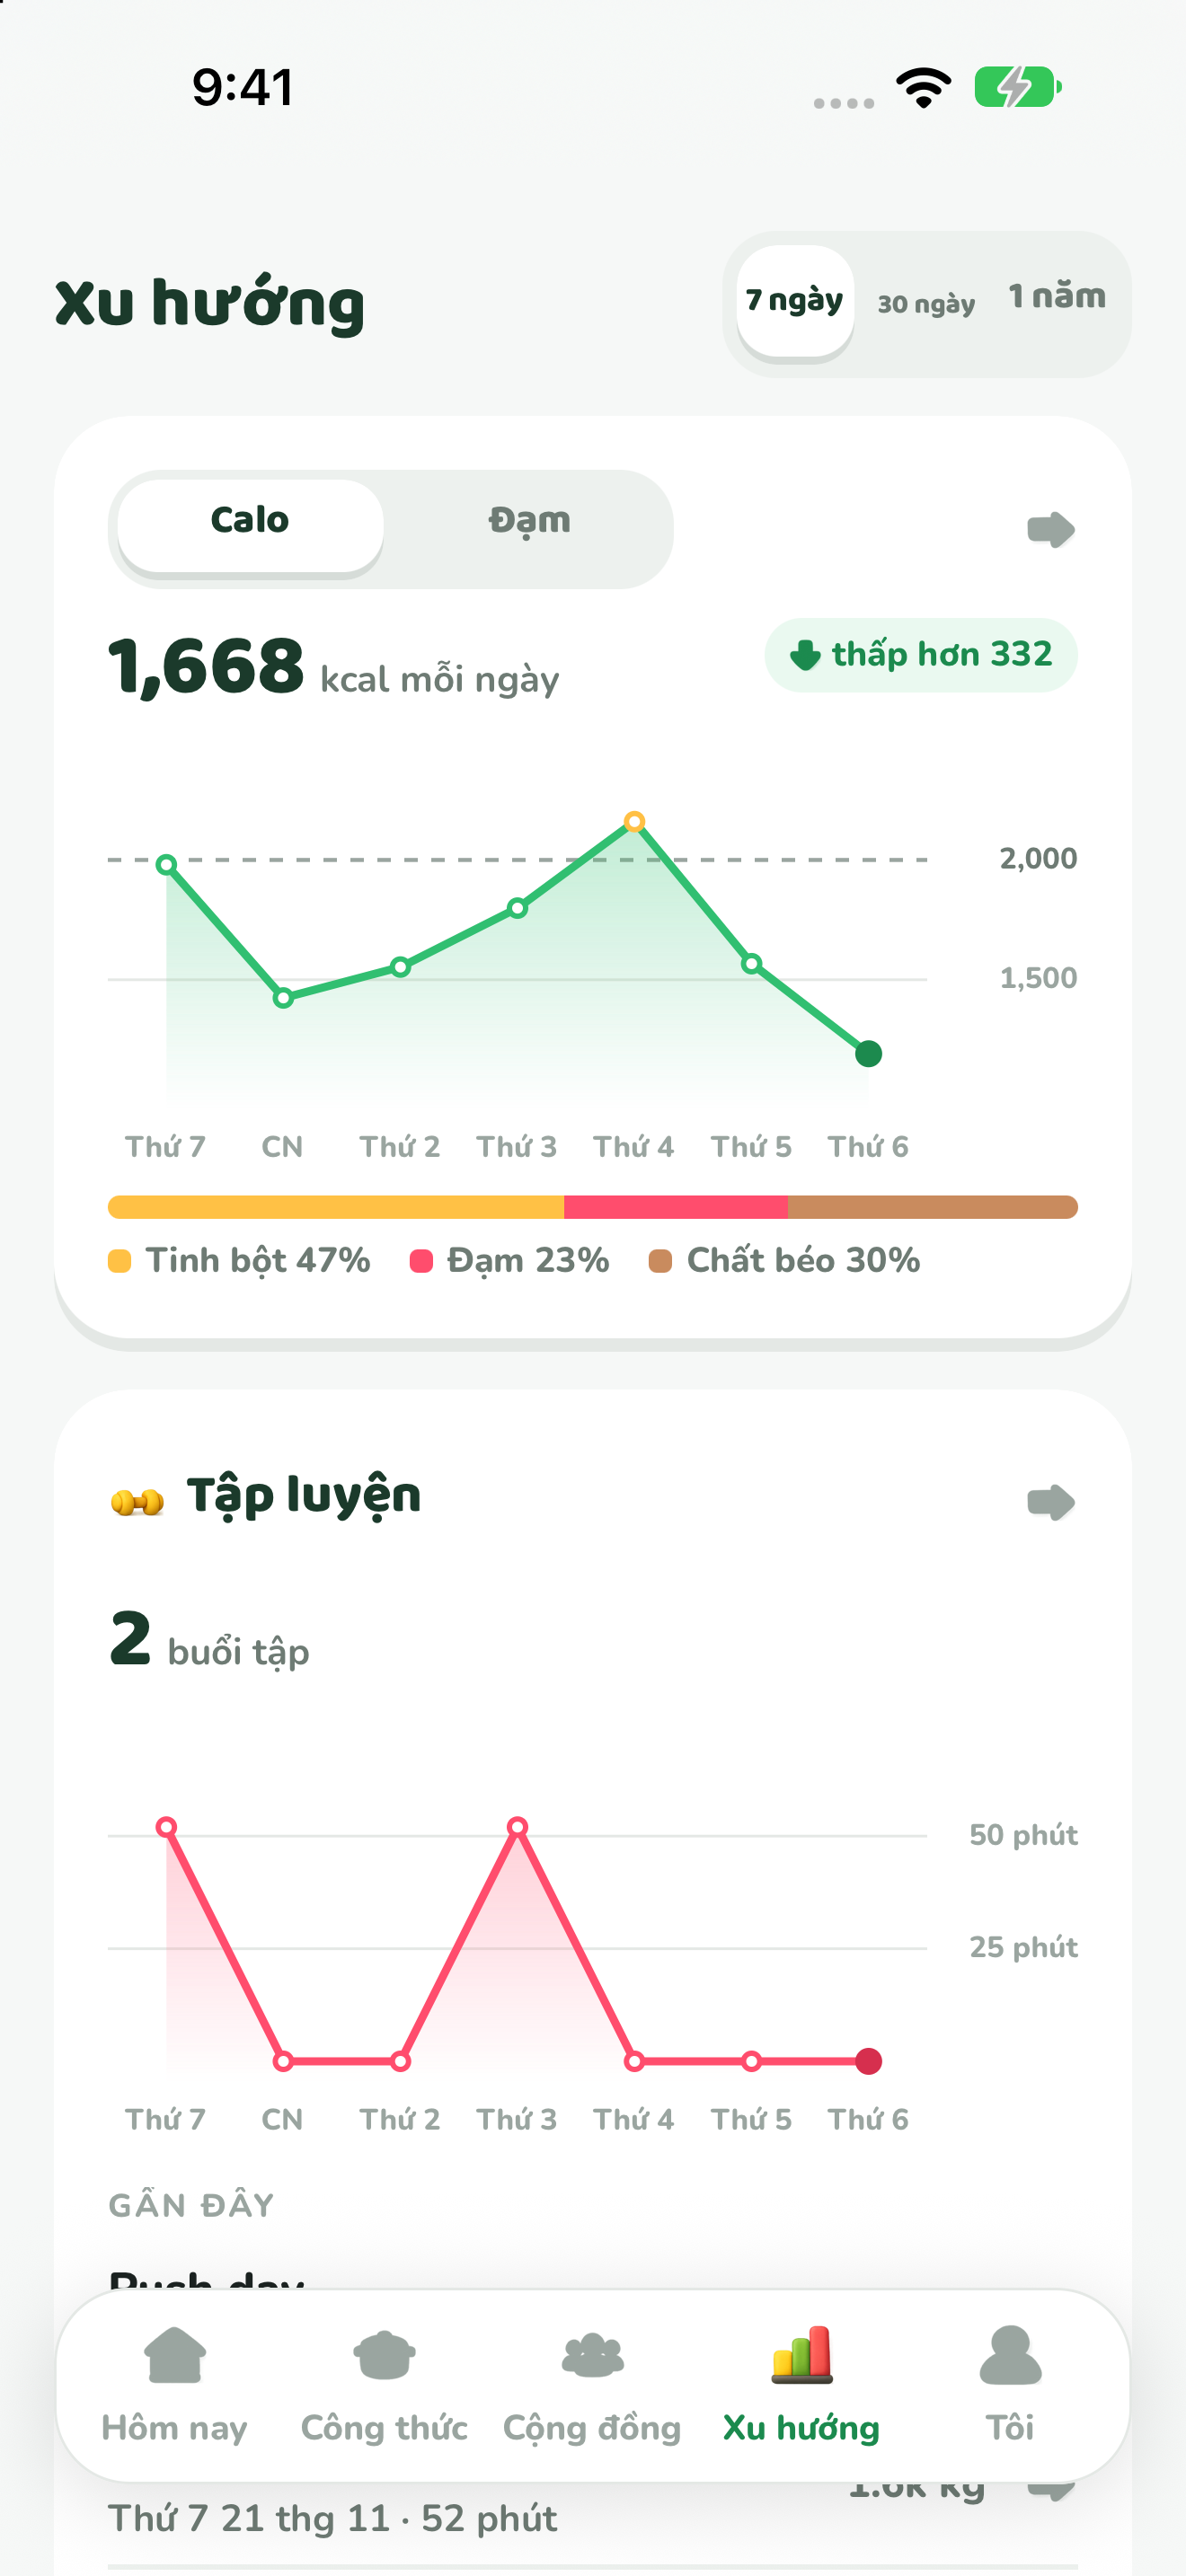 9:41
Xu hướng
7 ngày
30 ngày
1 năm
Calo
Đạm
1,668 kcal mỗi ngày
thấp hơn 332
2,000
1,500
Thứ 7 CN Thứ 2 Thứ 3 Thứ 4 Thứ 5 Thứ 6
Tinh bột 47% Đạm 23% Chất béo 30%
Tập luyện
2 buổi tập
50 phút
25 phút
Thứ 7 CN Thứ 2 Thứ 3 Thứ 4 Thứ 5 Thứ 6
GẦN ĐÂY
Push day
Hôm nay Công thức Cộng đồng Xu hướng Tôi
Thứ 7 21 thg 11 · 52 phút